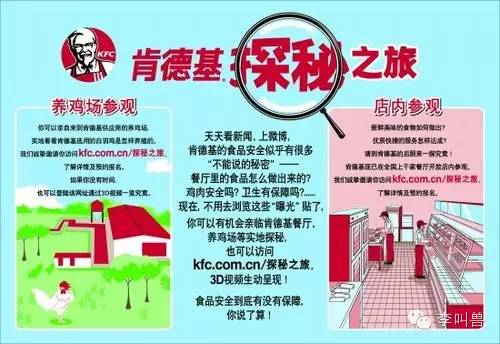 KFC
肯德基探秘之旅
养鸡场参观
你可以亲自来到肯德基供应商的养鸡场,
实地看看肯德基选用的白羽鸡是怎样养殖的。
我们诚挚邀请你访问kfc.com.cn/探秘之旅,
了解详情及预约报名。
如果你没有时间,
也可以登陆该网址通过3D视频一览究竟。
天天看新闻、上微博,
肯德基的食品安全似乎有很多
“不能说的秘密”——
餐厅里的食品怎么做出来的?
鸡肉安全吗? 卫生有保障吗?......
现在, 不用去浏览这些“曝光”贴了,
你可以有机会亲临肯德基餐厅、
养鸡场等实地探秘,
也可以访问
kfc.com.cn/探秘之旅,
3D视频生动呈现!
食品安全到底有没有保障,
你说了算!
店内参观
新鲜美味的食物如何做出?
优质快捷的服务怎样达成?
请到肯德基的后厨来一探究竟!
肯德基现已在全国上千家餐厅开放店内参观,
我们诚挚邀请你访问kfc.com.cn/探秘之旅,
了解详情及预约报名。
李叫兽